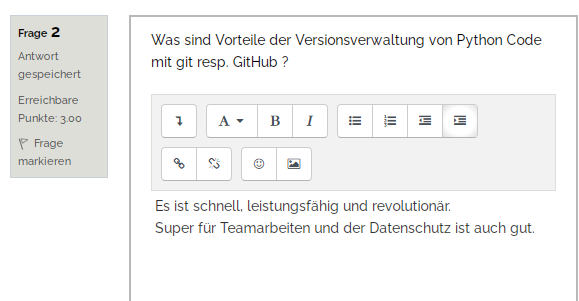 Frage 2
Antwort
gespeichert
Erreichbare
Punkte: 3.00
Frage
markieren
Was sind Vorteile der Versionsverwaltung von Python Code
mit git resp. GitHub ?
A B I
Es ist schnell, leistungsfähig und revolutionär.
Super für Teamarbeiten und der Datenschutz ist auch gut.